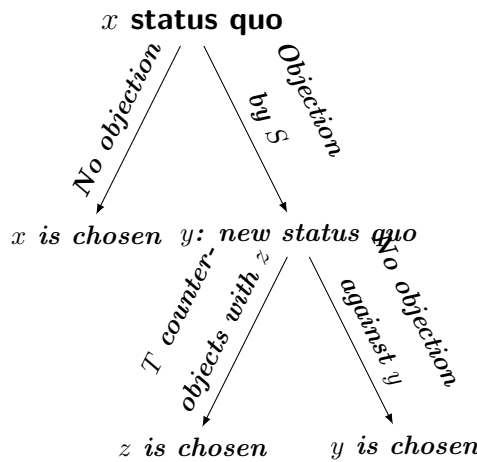 x status quo
No objection
Objection
by S
x is chosen
y: new status quo
T counter-
objects with z
No objection
against y
z is chosen
y is chosen